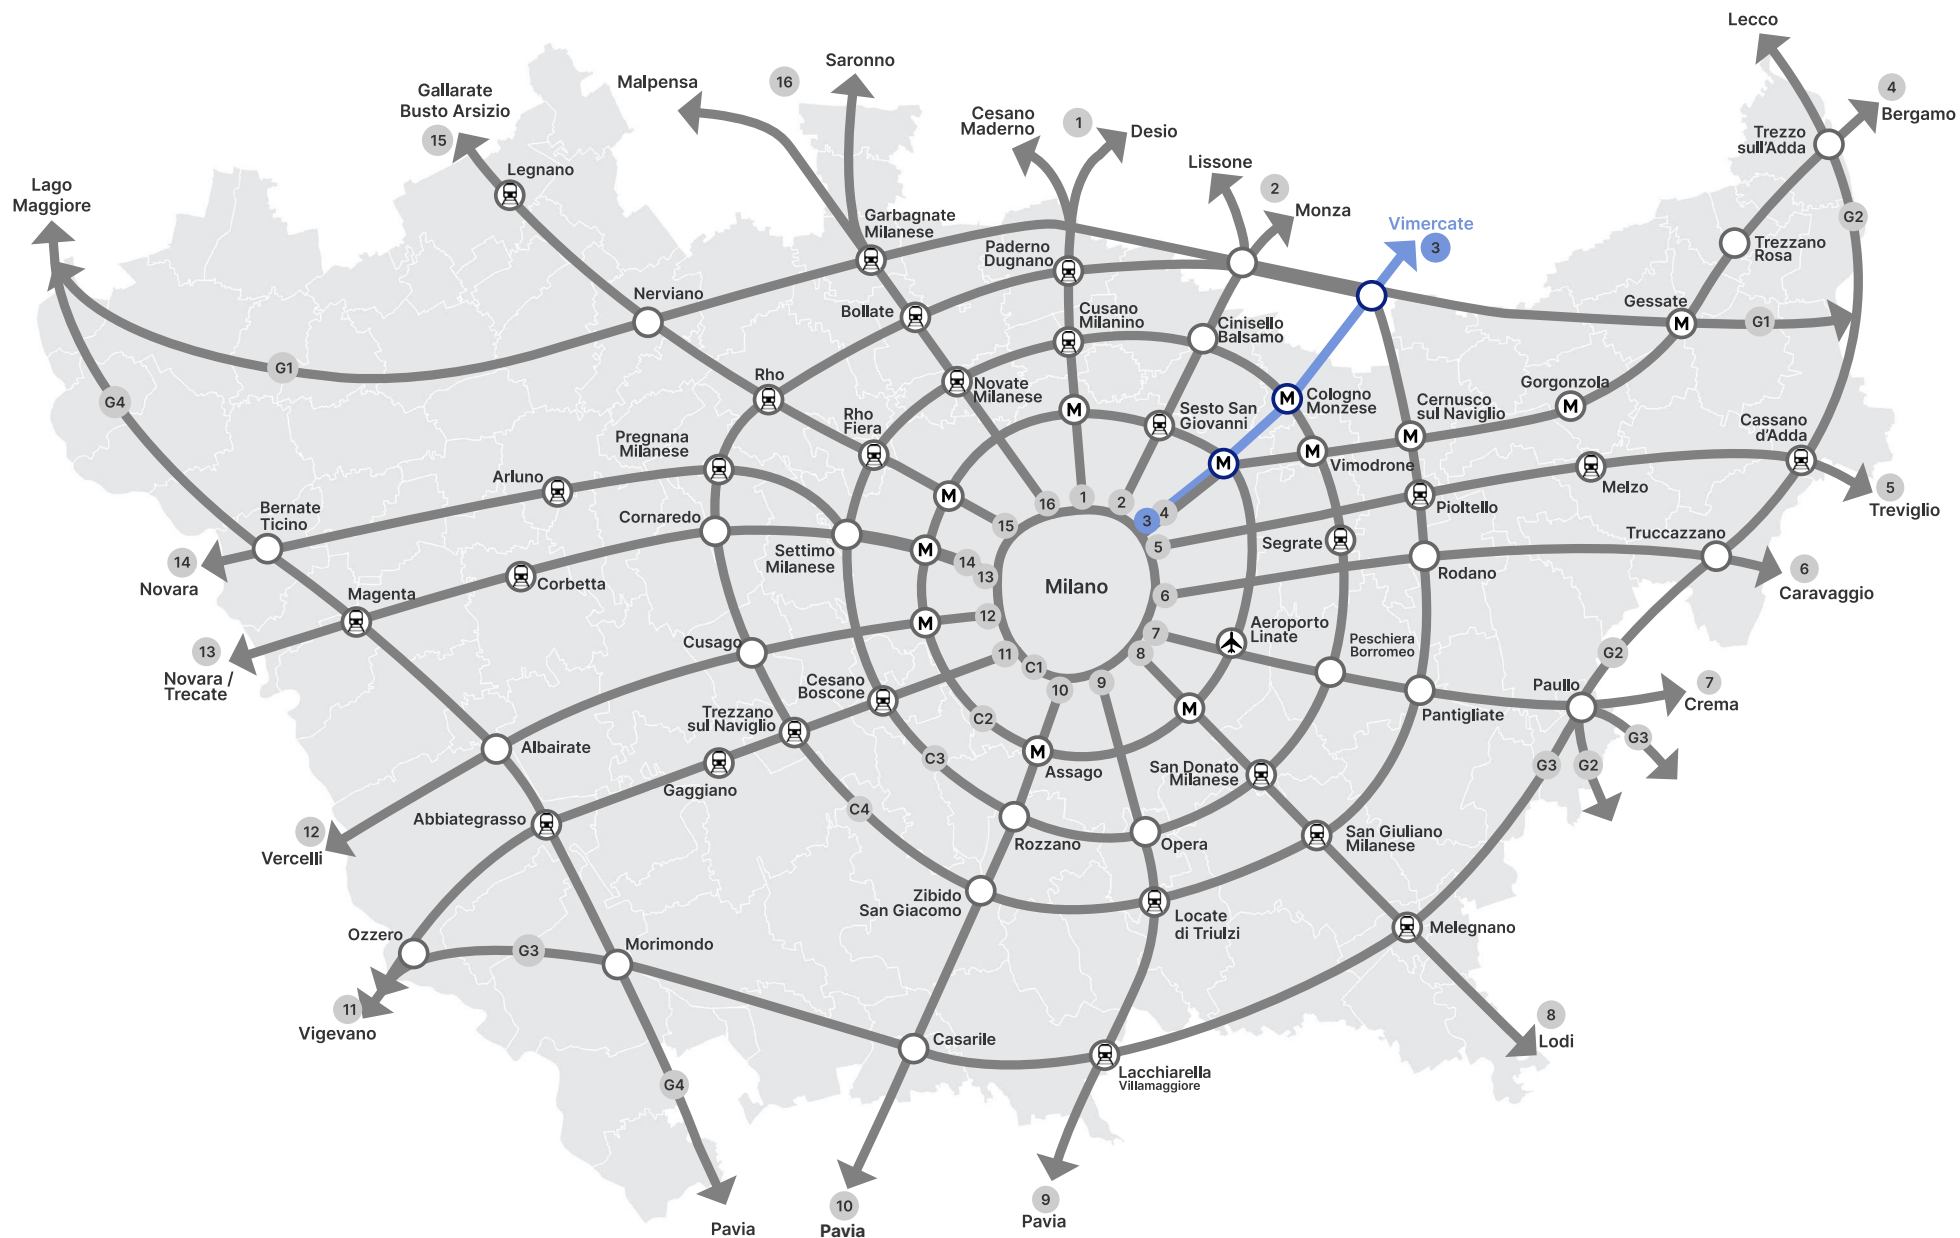 Lecco
4
Bergamo
Trezzo
sull'Adda
Saronno
16
Malpensa
Gallarate
Busto Arsizio
15
Cesano
Maderno
1
Desio
Lissone
2
Monza
Legnano
Lago
Maggiore
Vimercate
3
G2
Trezzano
Rosa
Garbagnate
Milanese
Paderno
Dugnano
Nerviano
Bollate
Cusano
Milanino
Cinisello
Balsamo
Gessate
M
G1
G1
G4
Rho
Novate
Milanese
Gorgonzola
M
Cologno
Monzese
M
Cernusco
sul Naviglio
M
Rho
Fiera
M
Sesto San
Giovanni
Cassano
d'Adda
Pregnana
Milanese
M
M
Vimodrone
Arluno
Melzo
5
Treviglio
M
16
1
2
3
4
Pioltello
Bernate
Ticino
Cornaredo
15
5
Segrate
Truccazzano
14
Novara
Settimo
Milanese
M
14
13
Milano
Rodano
6
Caravaggio
Corbetta
Magenta
6
12
M
13
Novara /
Trecate
Cusago
11
C1
10
9
8
7
Aeroporto
Linate
Peschiera
Borromeo
G2
Cesano
Boscone
Paullo
7
Crema
Trezzano
sul Naviglio
C2
M
Pantigliate
G3
Albairate
C3
M
Assago
San Donato
Milanese
G3
G2
Gaggiano
C4
Abbiategrasso
12
Vercelli
Rozzano
Opera
San Giuliano
Milanese
Zibido
San Giacomo
Locate
di Triulzi
Melegnano
Ozzero
G3
Morimondo
11
Vigevano
Casarile
8
Lodi
Lacchiarella
Villamaggiore
G4
10
Pavia
9
Pavia
Pavia